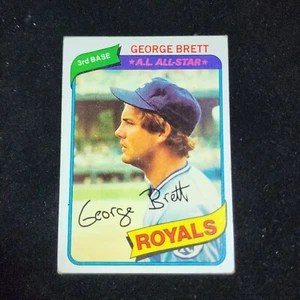 3rd BASE
GEORGE BRETT
★A.L. ALL-STAR★
George Brett
ROYALS